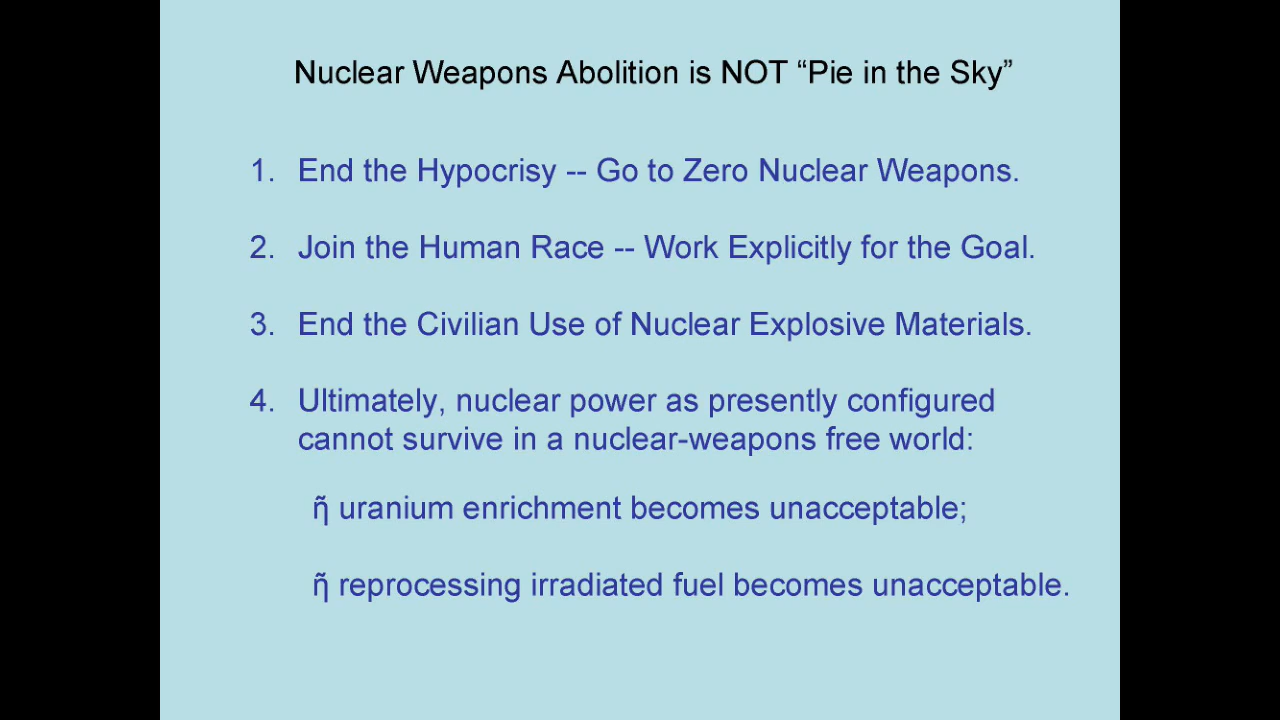 Nuclear Weapons Abolition is NOT “Pie in the Sky”
1. End the Hypocrisy -- Go to Zero Nuclear Weapons.
2. Join the Human Race -- Work Explicitly for the Goal.
3. End the Civilian Use of Nuclear Explosive Materials.
4. Ultimately, nuclear power as presently configured
cannot survive in a nuclear-weapons free world:
ῆ uranium enrichment becomes unacceptable;
ῆ reprocessing irradiated fuel becomes unacceptable.